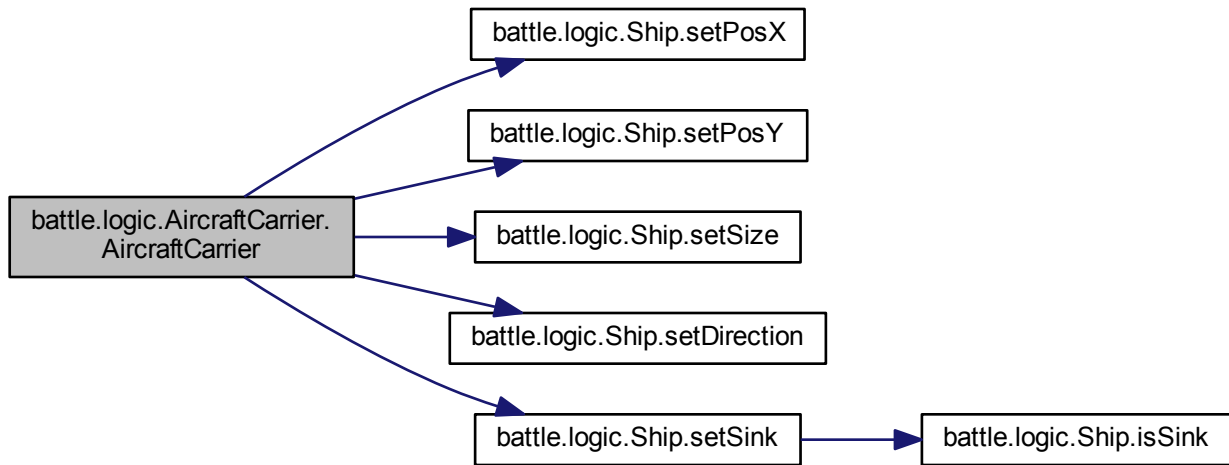 battle.logic.Ship.setPosX
battle.logic.Ship.setPosY
battle.logic.AircraftCarrier.
AircraftCarrier
battle.logic.Ship.setSize
battle.logic.Ship.setDirection
battle.logic.Ship.setSink
battle.logic.Ship.isSink